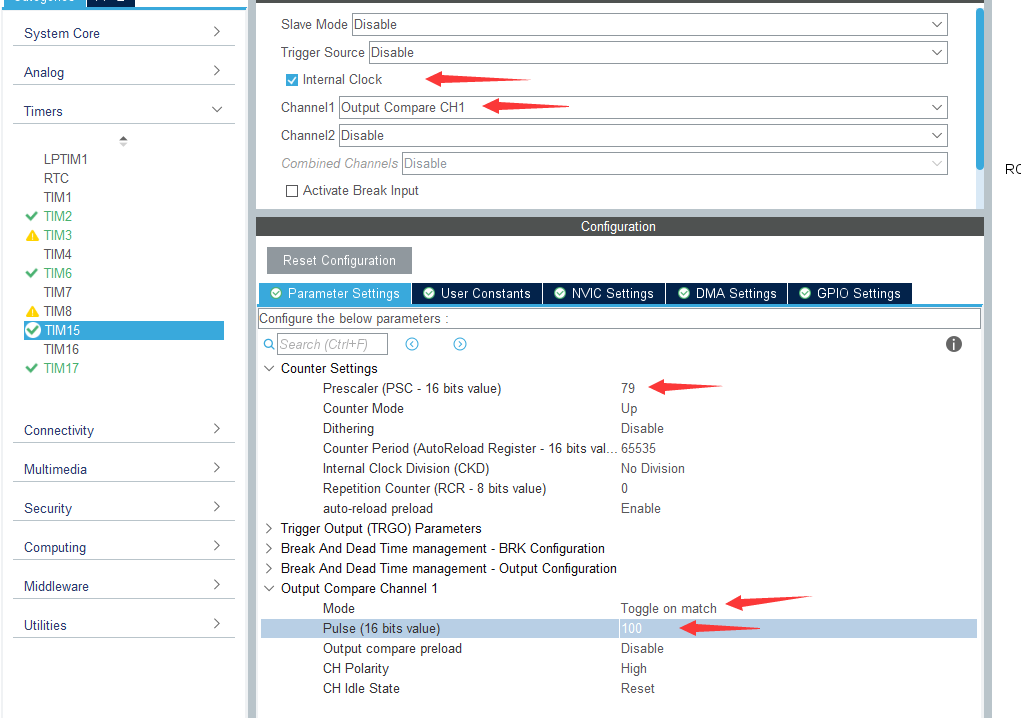 System Core
Analog
Timers
LPTIM1
RTC
TIM1
TIM2
TIM3
TIM4
TIM6
TIM7
TIM8
TIM15
TIM16
TIM17
Connectivity
Multimedia
Security
Computing
Middleware
Utilities
Slave Mode Disable
Trigger Source Disable
Internal Clock
Channel1 Output Compare CH1
Channel2 Disable
Combined Channels Disable
Activate Break Input
Configuration
Reset Configuration
Parameter Settings User Constants NVIC Settings DMA Settings GPIO Settings
Configure the below parameters :
Search (Ctrl+F)
Counter Settings
Prescaler (PSC - 16 bits value) 79
Counter Mode Up
Dithering Disable
Counter Period (AutoReload Register - 16 bits val... 65535
Internal Clock Division (CKD) No Division
Repetition Counter (RCR - 8 bits value) 0
auto-reload preload Enable
Trigger Output (TRGO) Parameters
Break And Dead Time management - BRK Configuration
Break And Dead Time management - Output Configuration
Output Compare Channel 1
Mode Toggle on match
Pulse (16 bits value) 100
Output compare preload Disable
CH Polarity High
CH Idle State Reset